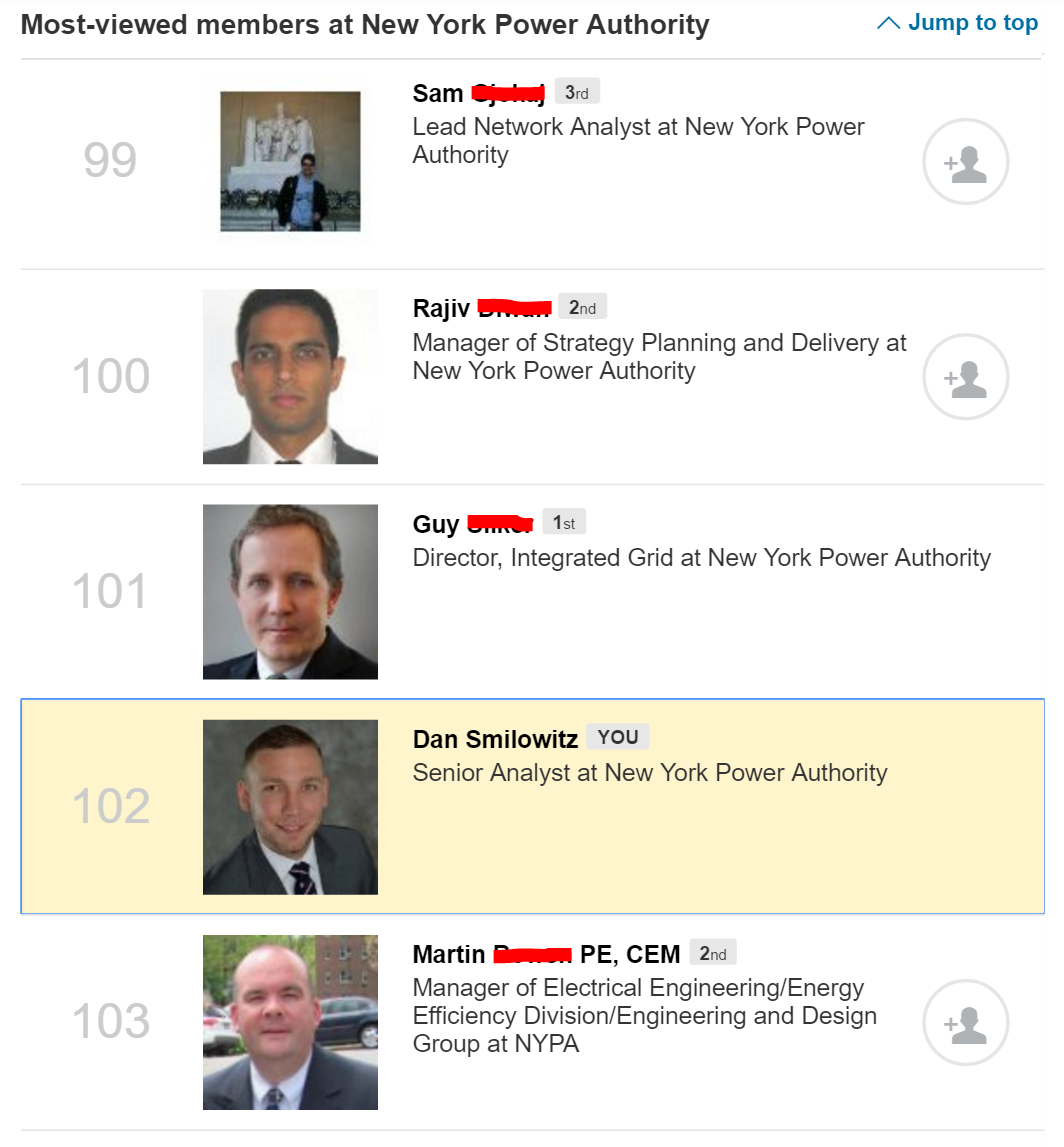 Most-viewed members at New York Power Authority
Jump to top
99
Sam 3rd
Lead Network Analyst at New York Power
Authority
100
Rajiv 2nd
Manager of Strategy Planning and Delivery at
New York Power Authority
101
Guy 1st
Director, Integrated Grid at New York Power Authority
102
Dan Smilowitz YOU
Senior Analyst at New York Power Authority
103
Martin PE, CEM 2nd
Manager of Electrical Engineering/Energy
Efficiency Division/Engineering and Design
Group at NYPA